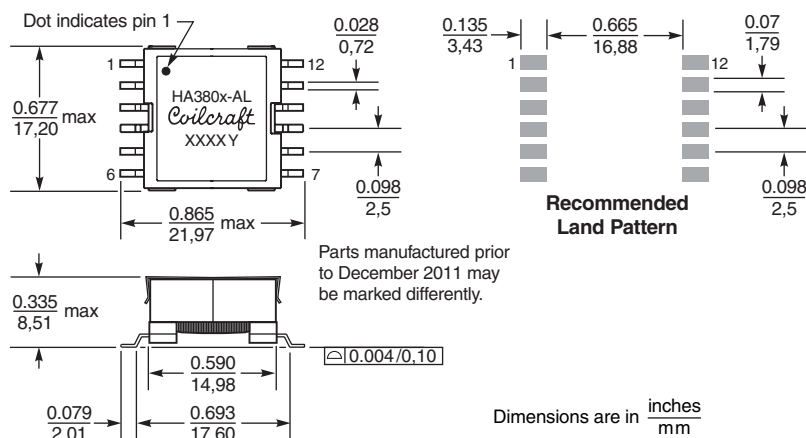 Dot indicates pin 1
0.028
0,72
0.135
3,43
0.665
16,88
0.07
1,79
1
12
1
12
HA380x-AL
Coilcraft
XXXXY
0.677
17,20
max
6
7
0.098
2,5
0.098
2,5
0.865
21,97
max
Recommended
Land Pattern
Parts manufactured prior
to December 2011 may
be marked differently.
0.335
8,51
max
0.004/0,10
0.590
14,98
0.079
2,01
0.693
17,60
Dimensions are in
inches
mm